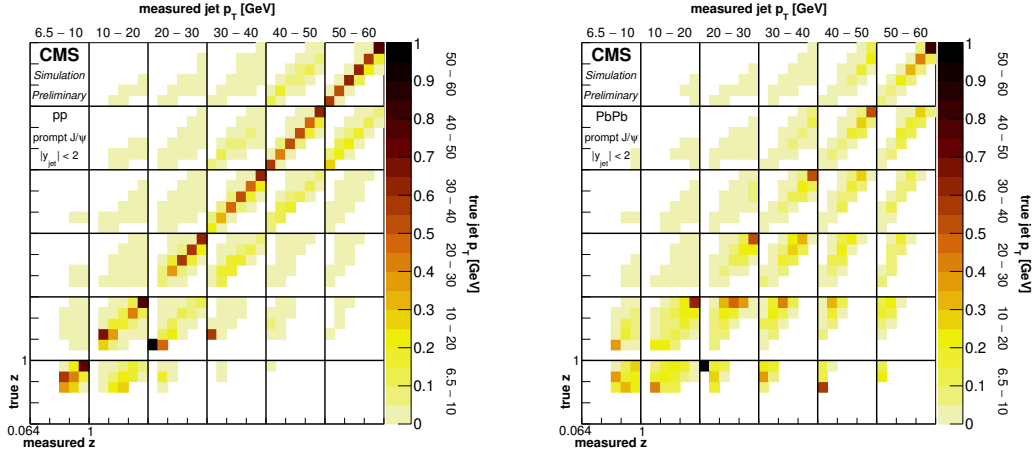 measured jet p_T [GeV]
6.5 − 10 10 − 20 20 − 30 30 − 40 40 − 50 50 − 60
CMS
Simulation
Preliminary
pp
prompt J/ψ
|y_jet| < 2
1
0.9
0.8
0.7
0.6
0.5
0.4
0.3
0.2
0.1
0
50 − 60
40 − 50
30 − 40
20 − 30
10 − 20
6.5 − 10
true jet p_T [GeV]
1
true z
0.064 1
measured z
measured jet p_T [GeV]
6.5 − 10 10 − 20 20 − 30 30 − 40 40 − 50 50 − 60
CMS
Simulation
Preliminary
PbPb
prompt J/ψ
|y_jet| < 2
1
0.9
0.8
0.7
0.6
0.5
0.4
0.3
0.2
0.1
0
50 − 60
40 − 50
30 − 40
20 − 30
10 − 20
6.5 − 10
true jet p_T [GeV]
1
true z
0.064 1
measured z